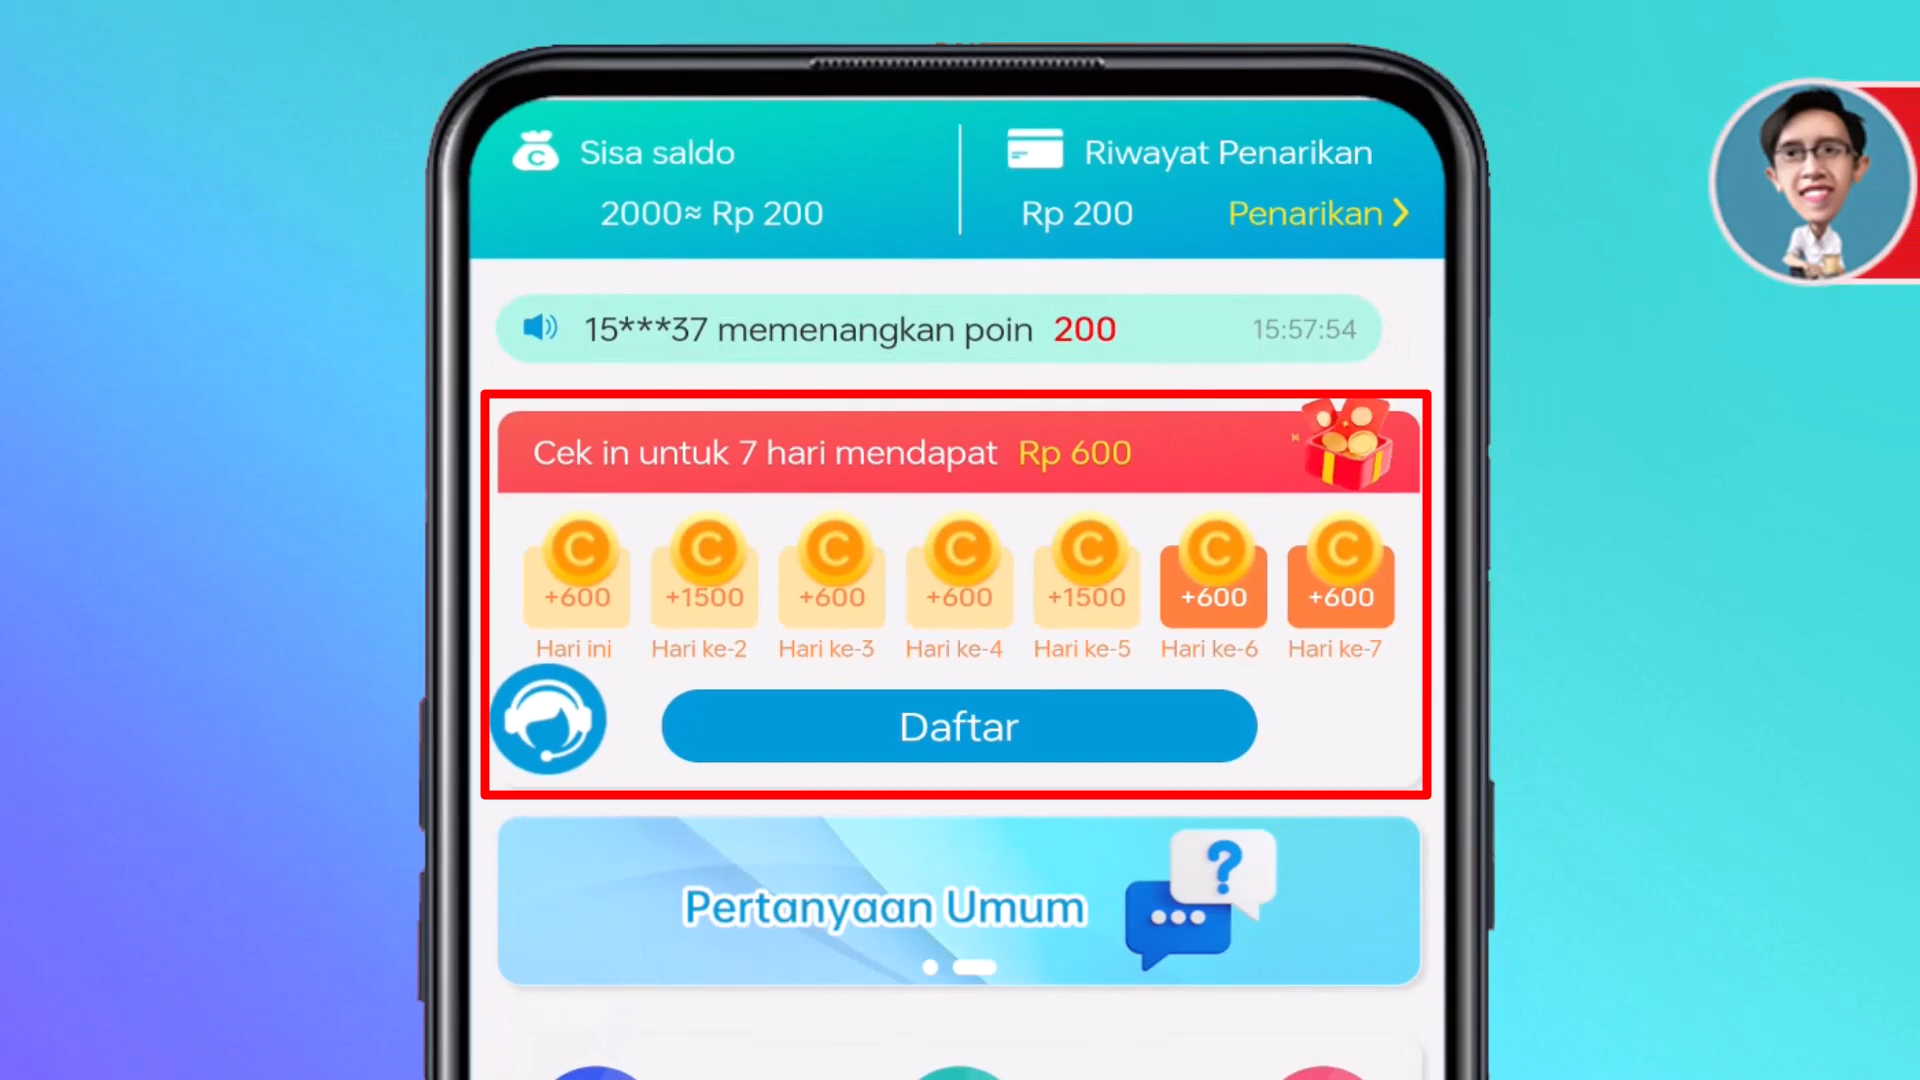 Sisa saldo
2000≈ Rp 200
Riwayat Penarikan
Rp 200 Penarikan
15***37 memenangkan poin 200 15:57:54
Cek in untuk 7 hari mendapat Rp 600
+600 +1500 +600 +600 +1500 +600 +600
Hari ini Hari ke-2 Hari ke-3 Hari ke-4 Hari ke-5 Hari ke-6 Hari ke-7
Daftar
Pertanyaan Umum